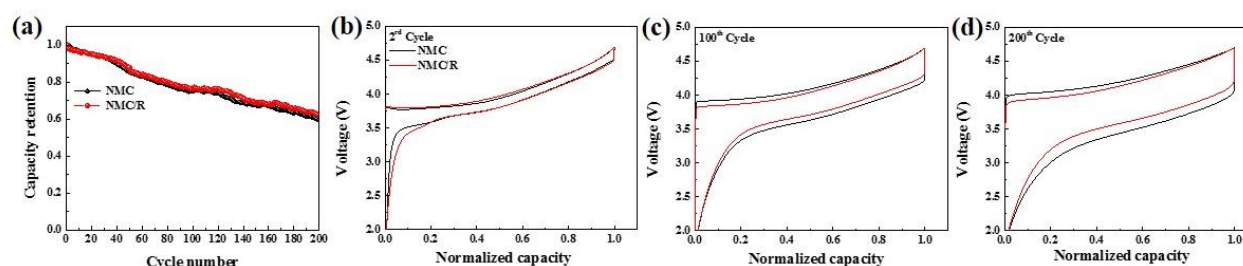 (a)
1.0
0.8
0.6
0.4
0.2
0.0
Capacity retention
NMC
NMC/R
0 20 40 60 80 100 120 140 160 180 200
Cycle number
(b)
5.0
4.5
4.0
3.5
3.0
2.5
2.0
Voltage (V)
2rd Cycle
NMC
NMC/R
0.0 0.2 0.4 0.6 0.8 1.0
Normalized capacity
(c)
5.0
4.5
4.0
3.5
3.0
2.5
2.0
Voltage (V)
100th Cycle
0.0 0.2 0.4 0.6 0.8 1.0
Normalized capacity
(d)
5.0
4.5
4.0
3.5
3.0
2.5
2.0
Voltage (V)
200th Cycle
0.0 0.2 0.4 0.6 0.8 1.0
Normalized capacity